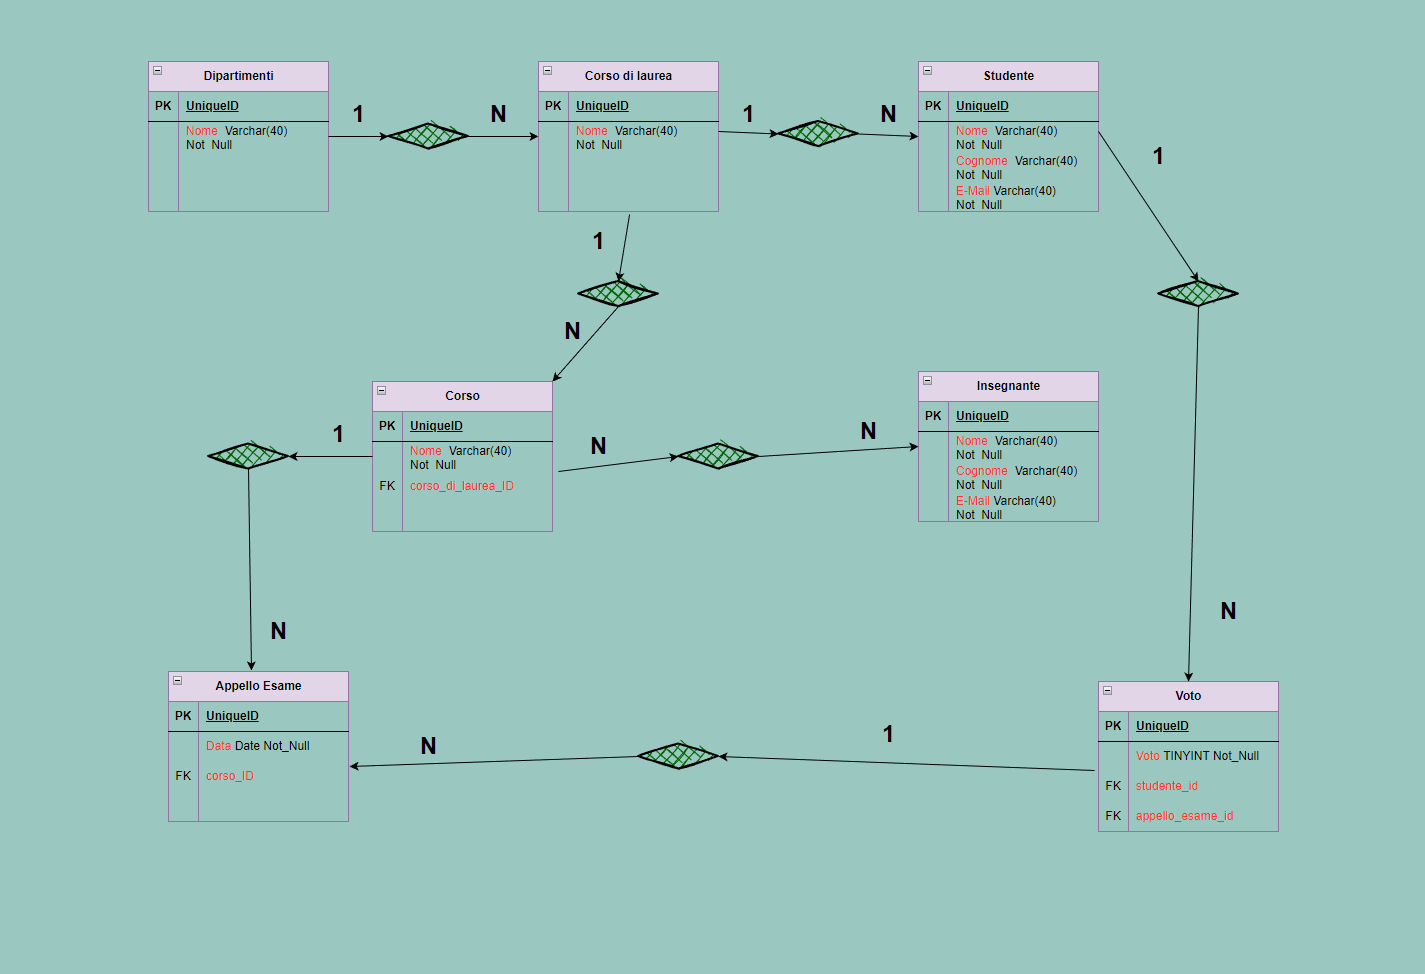 Dipartimenti
PK UniqueID
Nome Varchar(40)
Not Null
1
N
Corso di laurea
PK UniqueID
Nome Varchar(40)
Not Null
1
N
Studente
PK UniqueID
Nome Varchar(40)
Not Null
Cognome Varchar(40)
Not Null
E-Mail Varchar(40)
Not Null
1
1
N
Corso
PK UniqueID
Nome Varchar(40)
Not Null
FK corso_di_laurea_ID
1
N
N
Insegnante
PK UniqueID
Nome Varchar(40)
Not Null
Cognome Varchar(40)
Not Null
E-Mail Varchar(40)
Not Null
N
N
Appello Esame
PK UniqueID
Data Date Not_Null
FK corso_ID
N
1
Voto
PK UniqueID
Voto TINYINT Not_Null
FK studente_id
FK appello_esame_id